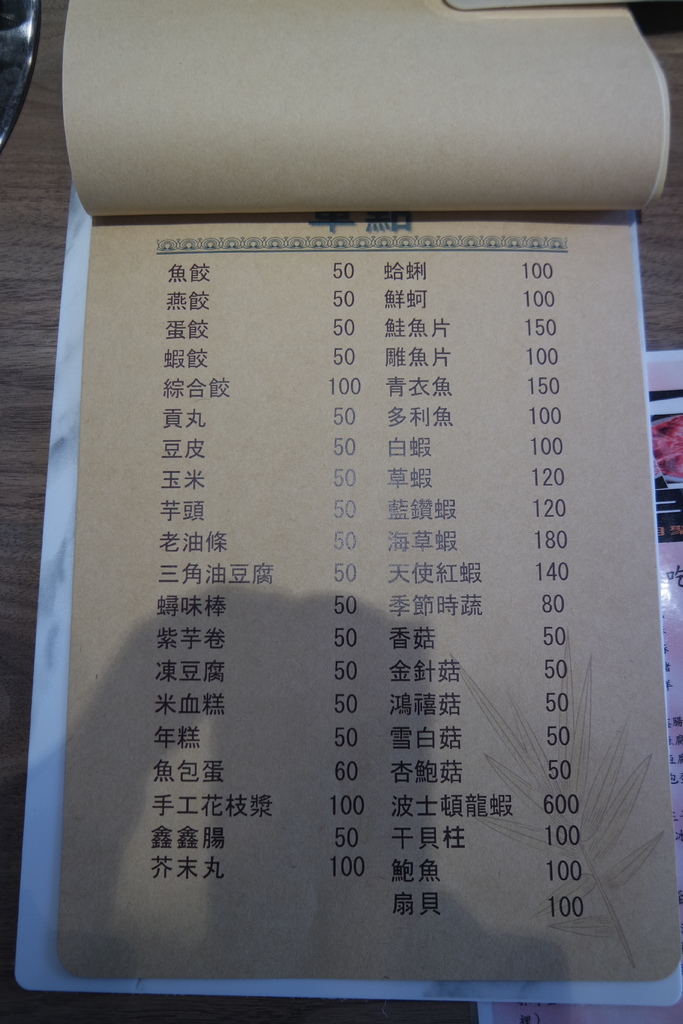 單點
魚餃 50 蛤蜊 100
燕餃 50 鮮蚵 100
蛋餃 50 鮭魚片 150
蝦餃 50 雕魚片 100
綜合餃 100 青衣魚 150
貢丸 50 多利魚 100
豆皮 50 白蝦 100
玉米 50 草蝦 120
芋頭 50 藍鑽蝦 120
老油條 50 海草蝦 180
三角油豆腐 50 天使紅蝦 140
蟳味棒 50 季節時蔬 80
紫芋卷 50 香菇 50
凍豆腐 50 金針菇 50
米血糕 50 鴻禧菇 50
年糕 50 雪白菇 50
魚包蛋 60 杏鮑菇 50
手工花枝漿 100 波士頓龍蝦 600
鑫鑫腸 50 干貝柱 100
芥末丸 100 鮑魚 100
扇貝 100
吃